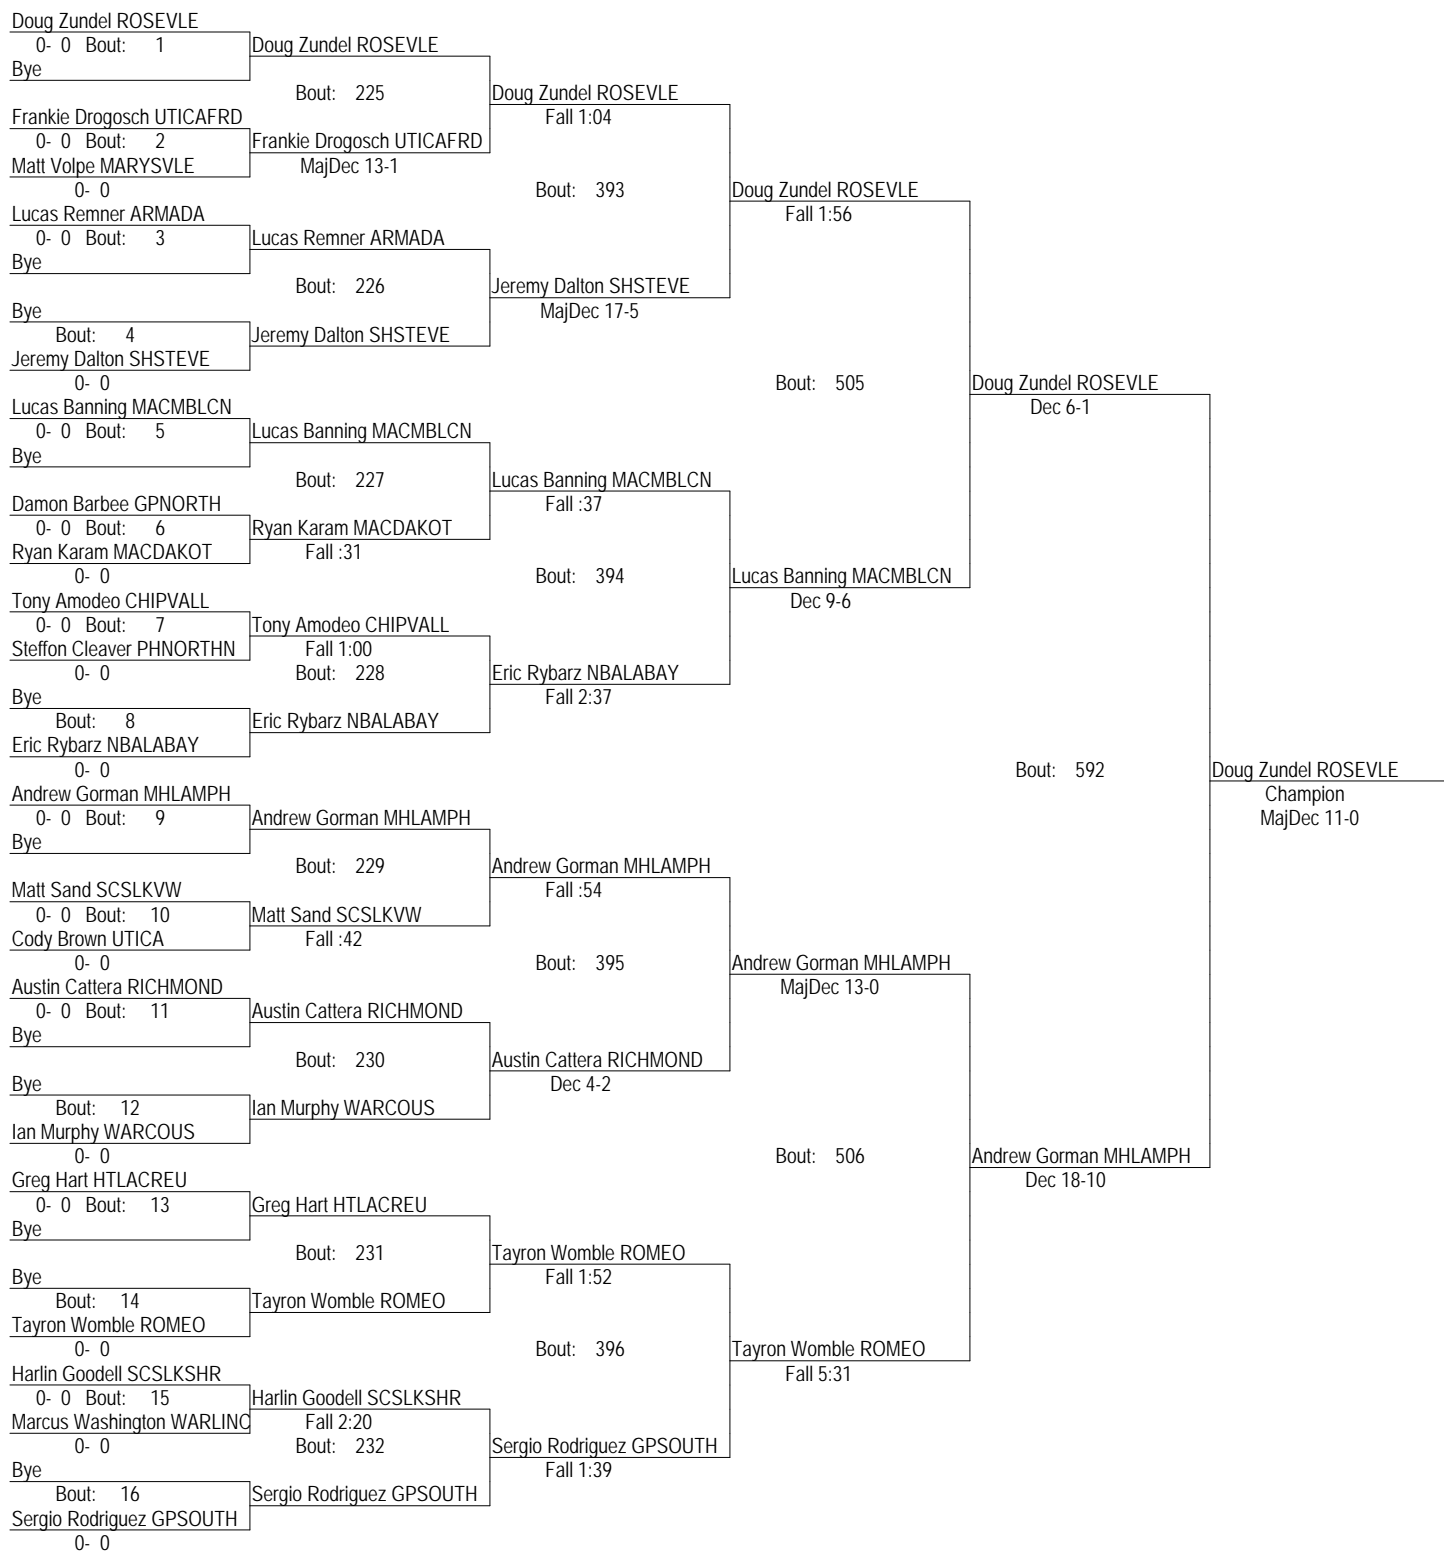 Doug Zundel ROSEVLE
0- 0 Bout: 1
Doug Zundel ROSEVLE
Bye
Bout: 225
Doug Zundel ROSEVLE
Frankie Drogosch UTICAFRD
Fall 1:04
0- 0 Bout: 2
Frankie Drogosch UTICAFRD
Matt Volpe MARYSVLE
MajDec 13-1
0- 0
Bout: 393
Doug Zundel ROSEVLE
Lucas Remner ARMADA
Fall 1:56
0- 0 Bout: 3
Lucas Remner ARMADA
Bye
Bout: 226
Jeremy Dalton SHSTEVE
Bye
MajDec 17-5
Bout: 4
Jeremy Dalton SHSTEVE
Jeremy Dalton SHSTEVE
0- 0
Bout: 505
Doug Zundel ROSEVLE
Lucas Banning MACMBLCN
Dec 6-1
0- 0 Bout: 5
Lucas Banning MACMBLCN
Bye
Bout: 227
Lucas Banning MACMBLCN
Damon Barbee GPNORTH
Fall :37
0- 0 Bout: 6
Ryan Karam MACDAKOT
Ryan Karam MACDAKOT
Fall :31
0- 0
Bout: 394
Lucas Banning MACMBLCN
Tony Amodeo CHIPVALL
Dec 9-6
0- 0 Bout: 7
Tony Amodeo CHIPVALL
Steffon Cleaver PHNORTHN
Fall 1:00
0- 0
Bout: 228
Eric Rybarz NBALABAY
Bye
Fall 2:37
Bout: 8
Eric Rybarz NBALABAY
Eric Rybarz NBALABAY
0- 0
Bout: 592
Doug Zundel ROSEVLE
Andrew Gorman MHLAMPH
Champion
0- 0 Bout: 9
Andrew Gorman MHLAMPH
MajDec 11-0
Bye
Bout: 229
Andrew Gorman MHLAMPH
Matt Sand SCSLKVW
Fall :54
0- 0 Bout: 10
Matt Sand SCSLKVW
Cody Brown UTICA
Fall :42
0- 0
Bout: 395
Andrew Gorman MHLAMPH
Austin Cattera RICHMOND
MajDec 13-0
0- 0 Bout: 11
Austin Cattera RICHMOND
Bye
Bout: 230
Austin Cattera RICHMOND
Bye
Dec 4-2
Bout: 12
Ian Murphy WARCOUS
Ian Murphy WARCOUS
0- 0
Bout: 506
Andrew Gorman MHLAMPH
Greg Hart HTLACREU
Dec 18-10
0- 0 Bout: 13
Greg Hart HTLACREU
Bye
Bout: 231
Tayron Womble ROMEO
Bye
Fall 1:52
Bout: 14
Tayron Womble ROMEO
Tayron Womble ROMEO
0- 0
Bout: 396
Tayron Womble ROMEO
Harlin Goodell SCSLKSHR
Fall 5:31
0- 0 Bout: 15
Harlin Goodell SCSLKSHR
Marcus Washington WARLINC
Fall 2:20
0- 0
Bout: 232
Sergio Rodriguez GPSOUTH
Bye
Fall 1:39
Bout: 16
Sergio Rodriguez GPSOUTH
Sergio Rodriguez GPSOUTH
0- 0